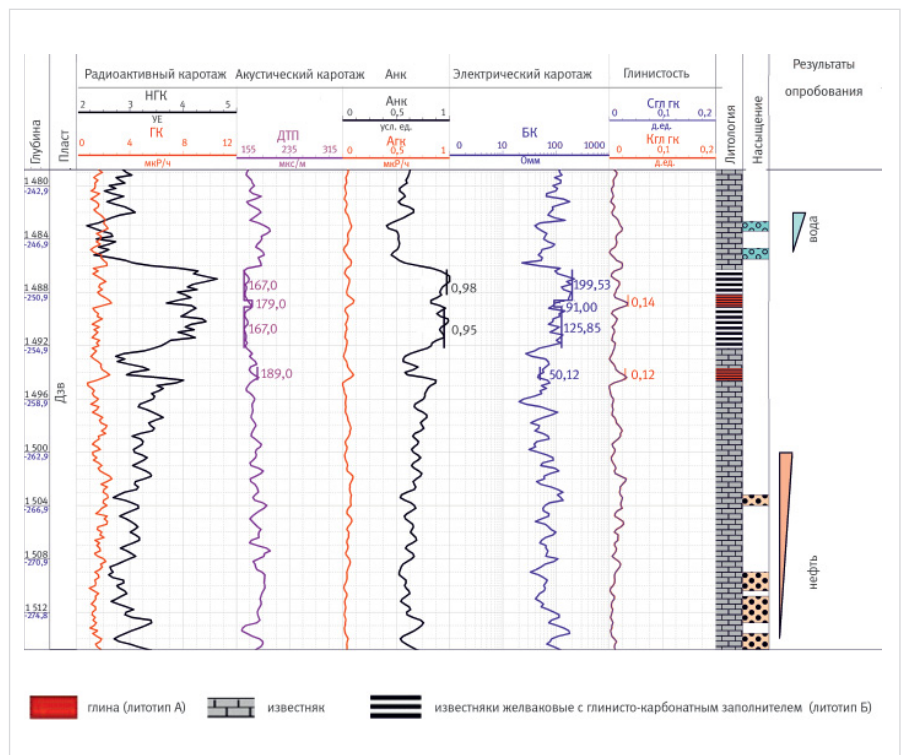 Радиоактивный каротаж Акустический каротаж Анк Электрический каротаж Глинистость Результаты опробования
Глубина
Пласт
НГК
2 3 4 5
УЕ
ГК
0 4 8 12
мкР/ч
ДТП
155 235 315
мкс/м
Анк
0 0,5 1
усл. ед.
Агк
0 0,5 1
мкР/ч
БК
0 10 100 1000
Омм
Сгл гк
0 0,1 0,2
д.ед.
Кгл гк
0 0,1 0,2
д.ед.
Литология
Насыщение
1 480
-242,9
1 484
-246,9
вода
1 488
-250,9
167,0 0,98 199,53
179,0 91,00 0,14
167,0 0,95 125,85
1 492
-254,9
189,0 50,12 0,12
1 496
-258,9
Дзв
1 500
-262,9
1 504
-266,9
1 508
-270,9
нефть
1 512
-274,8
глина (литотип А) известняк известняки желваковые с глинисто-карбонатным заполнителем (литотип Б)